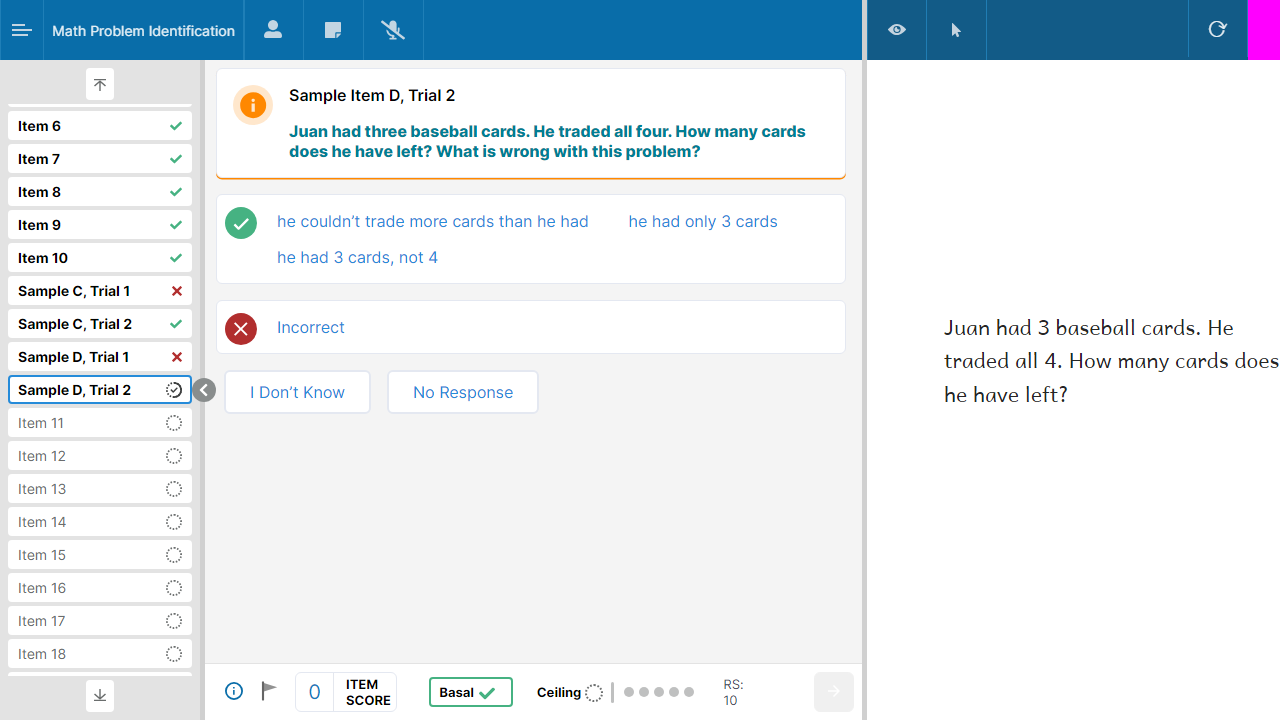 Math Problem Identification
Item 6
Item 7
Item 8
Item 9
Item 10
Sample C, Trial 1
Sample C, Trial 2
Sample D, Trial 1
Sample D, Trial 2
Item 11
Item 12
Item 13
Item 14
Item 15
Item 16
Item 17
Item 18
Sample Item D, Trial 2
Juan had three baseball cards. He traded all four. How many cards
does he have left? What is wrong with this problem?
he couldn’t trade more cards than he had
he had only 3 cards
he had 3 cards, not 4
Incorrect
I Don’t Know
No Response
0
ITEM
SCORE
Basal
Ceiling
RS:
10
Juan had 3 baseball cards. He
traded all 4. How many cards does
he have left?